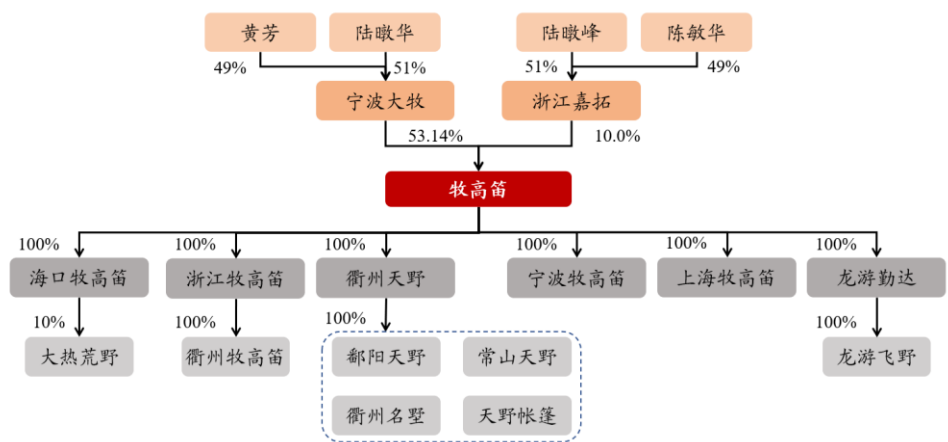 黄芳 陆暾华 陆暾峰 陈敏华
49% 51% 51% 49%
宁波大牧 浙江嘉拓
53.14% 10.0%
牧高笛
100% 100% 100% 100% 100% 100%
海口牧高笛 浙江牧高笛 衢州天野 宁波牧高笛 上海牧高笛 龙游勤达
10% 100% 100% 100%
大热荒野 衢州牧高笛 鄱阳天野 常山天野 龙游飞野
衢州名墅 天野帐篷